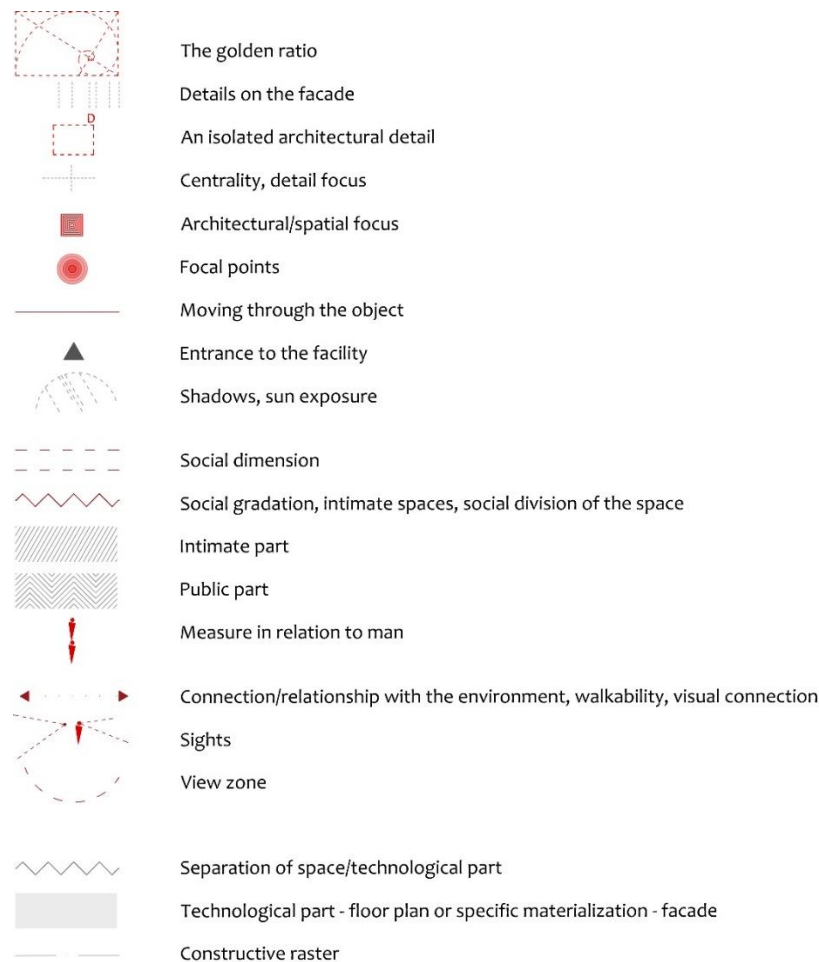 The golden ratio
Details on the facade
D
An isolated architectural detail
Centrality, detail focus
Architectural/spatial focus
Focal points
Moving through the object
Entrance to the facility
Shadows, sun exposure
Social dimension
Social gradation, intimate spaces, social division of the space
Intimate part
Public part
Measure in relation to man
Connection/relationship with the environment, walkability, visual connection
Sights
View zone
Separation of space/technological part
Technological part - floor plan or specific materialization - facade
Constructive raster